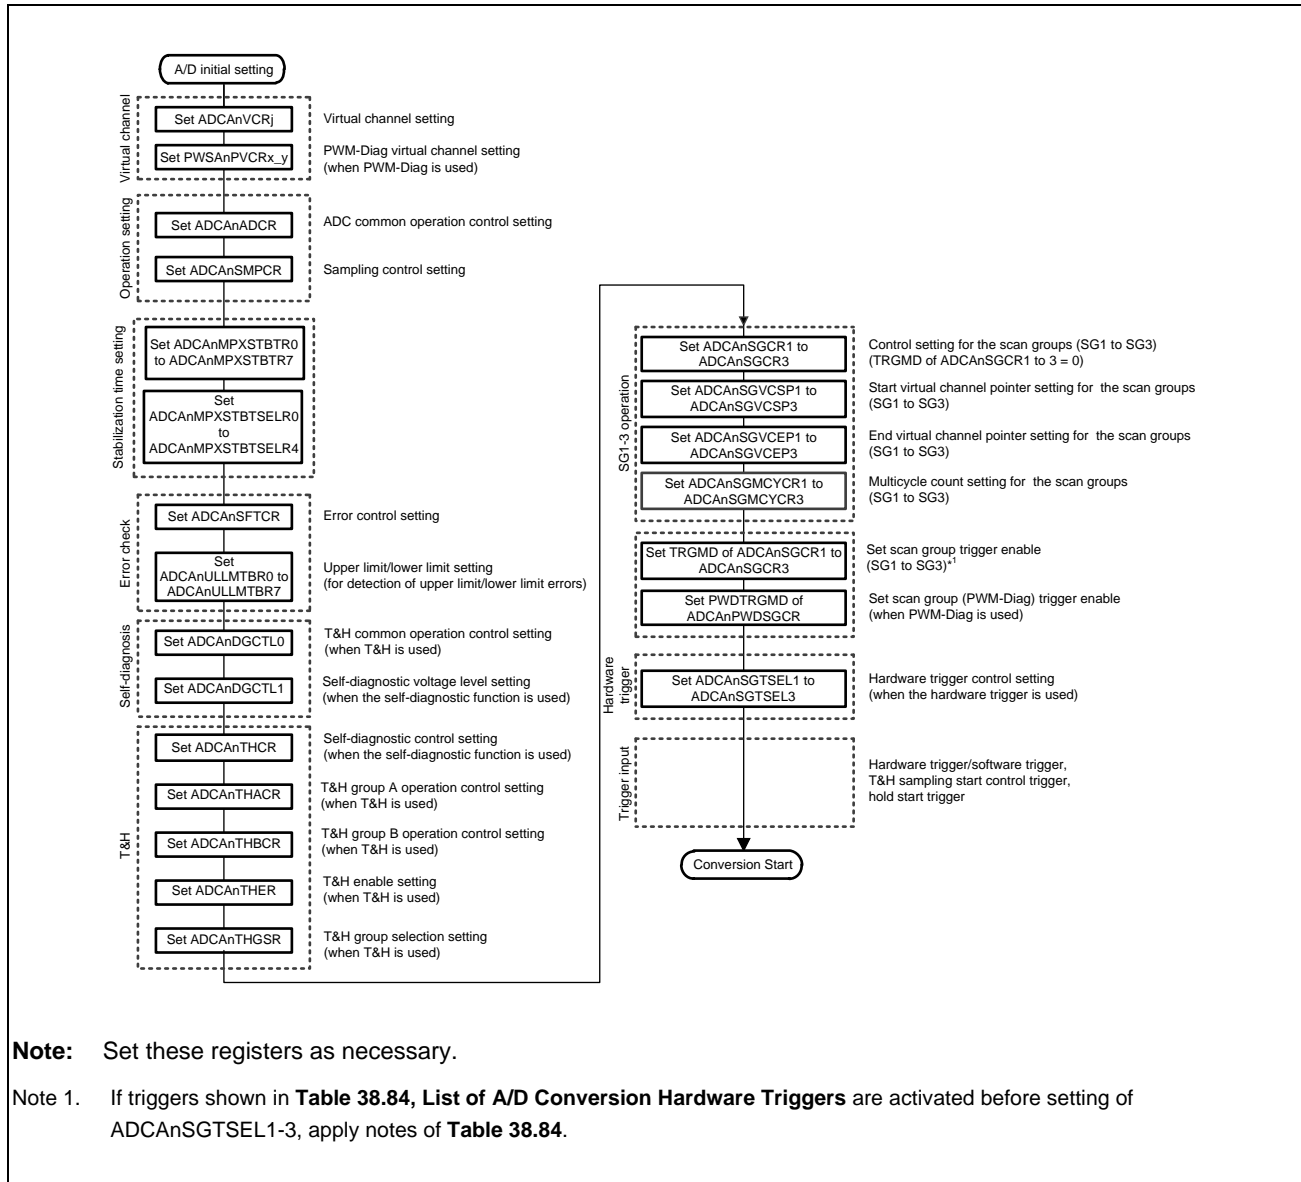 A/D initial setting
Virtual channel
Set ADCAnVCRj
Virtual channel setting
Set PWSAnPVCRx_y
PWM-Diag virtual channel setting
(when PWM-Diag is used)
Operation setting
Set ADCAnADCR
ADC common operation control setting
Set ADCAnSMPCR
Sampling control setting
Stabilization time setting
Set ADCAnMPXSTBTR0
to ADCAnMPXSTBTR7
Set
ADCAnMPXSTBTSELR0
to
ADCAnMPXSTBTSELR4
Error check
Set ADCAnSFTCR
Error control setting
Set
ADCAnULLMTBR0 to
ADCAnULLMTBR7
Upper limit/lower limit setting
(for detection of upper limit/lower limit errors)
Self-diagnosis
Set ADCAnDGCTL0
T&H common operation control setting
(when T&H is used)
Set ADCAnDGCTL1
Self-diagnostic voltage level setting
(when the self-diagnostic function is used)
T&H
Set ADCAnTHCR
Self-diagnostic control setting
(when the self-diagnostic function is used)
Set ADCAnTHACR
T&H group A operation control setting
(when T&H is used)
Set ADCAnTHBCR
T&H group B operation control setting
(when T&H is used)
Set ADCAnTHER
T&H enable setting
(when T&H is used)
Set ADCAnTHGSR
T&H group selection setting
(when T&H is used)
SG1-3 operation
Set ADCAnSGCR1 to
ADCAnSGCR3
Control setting for the scan groups (SG1 to SG3)
(TRGMD of ADCAnSGCR1 to 3 = 0)
Set ADCAnSGVCSP1 to
ADCAnSGVCSP3
Start virtual channel pointer setting for the scan groups
(SG1 to SG3)
Set ADCAnSGVCEP1 to
ADCAnSGVCEP3
End virtual channel pointer setting for the scan groups
(SG1 to SG3)
Set ADCAnSGMCYCR1 to
ADCAnSGMCYCR3
Multicycle count setting for the scan groups
(SG1 to SG3)
Set TRGMD of ADCAnSGCR1 to
ADCAnSGCR3
Set scan group trigger enable
(SG1 to SG3)*1
Set PWDTRGMD of
ADCAnPWDSGCR
Set scan group (PWM-Diag) trigger enable
(when PWM-Diag is used)
Hardware
trigger
Set ADCAnSGTSEL1 to
ADCAnSGTSEL3
Hardware trigger control setting
(when the hardware trigger is used)
Trigger input
Hardware trigger/software trigger,
T&H sampling start control trigger,
hold start trigger
Conversion Start
Note: Set these registers as necessary.
Note 1. If triggers shown in Table 38.84, List of A/D Conversion Hardware Triggers are activated before setting of
ADCAnSGTSEL1-3, apply notes of Table 38.84.